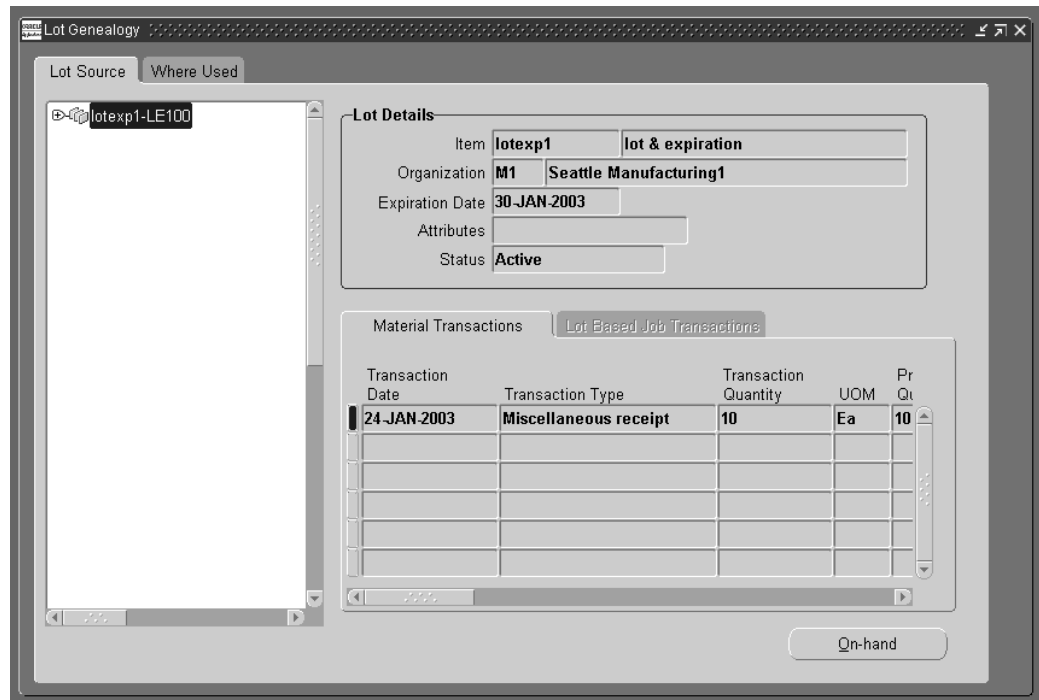 Lot Genealogy
Lot Source Where Used
lotexp1-LE100
Lot Details
Item lotexp1 lot & expiration
Organization M1 Seattle Manufacturing1
Expiration Date 30-JAN-2003
Attributes
Status Active
Material Transactions Lot Based Job Transactions
Transaction Date Transaction Type Transaction Quantity UOM Pr
24-JAN-2003 Miscellaneous receipt 10 Ea 10
On-hand